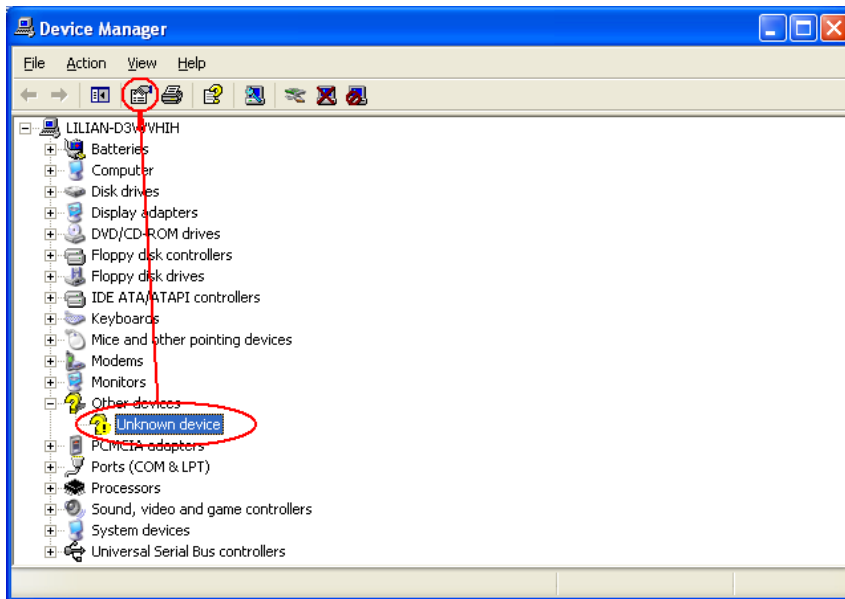 Device Manager
File Action View Help
LILIAN-D3WVVHIH
Batteries
Computer
Disk drives
Display adapters
DVD/CD-ROM drives
Floppy disk controllers
Floppy disk drives
IDE ATA/ATAPI controllers
Keyboards
Mice and other pointing devices
Modems
Monitors
Other devices
Unknown device
PCMCIA adapters
Ports (COM & LPT)
Processors
Sound, video and game controllers
System devices
Universal Serial Bus controllers